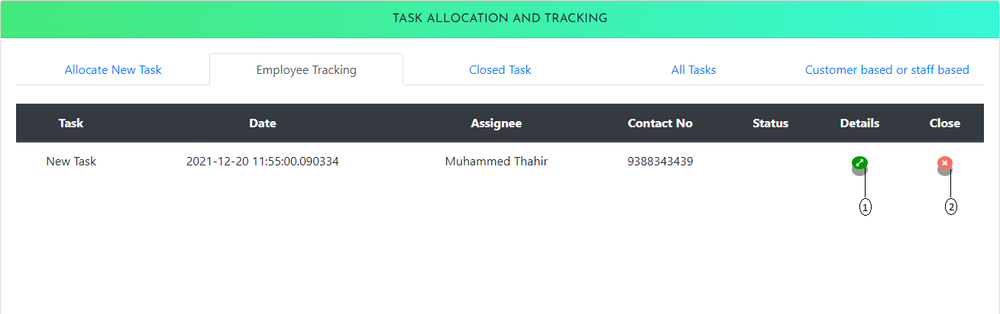 TASK ALLOCATION AND TRACKING
Allocate New Task Employee Tracking Closed Task All Tasks Customer based or staff based
Task Date Assignee Contact No Status Details Close
New Task 2021-12-20 11:55:00.090334 Muhammed Thahir 9388343439
1 2